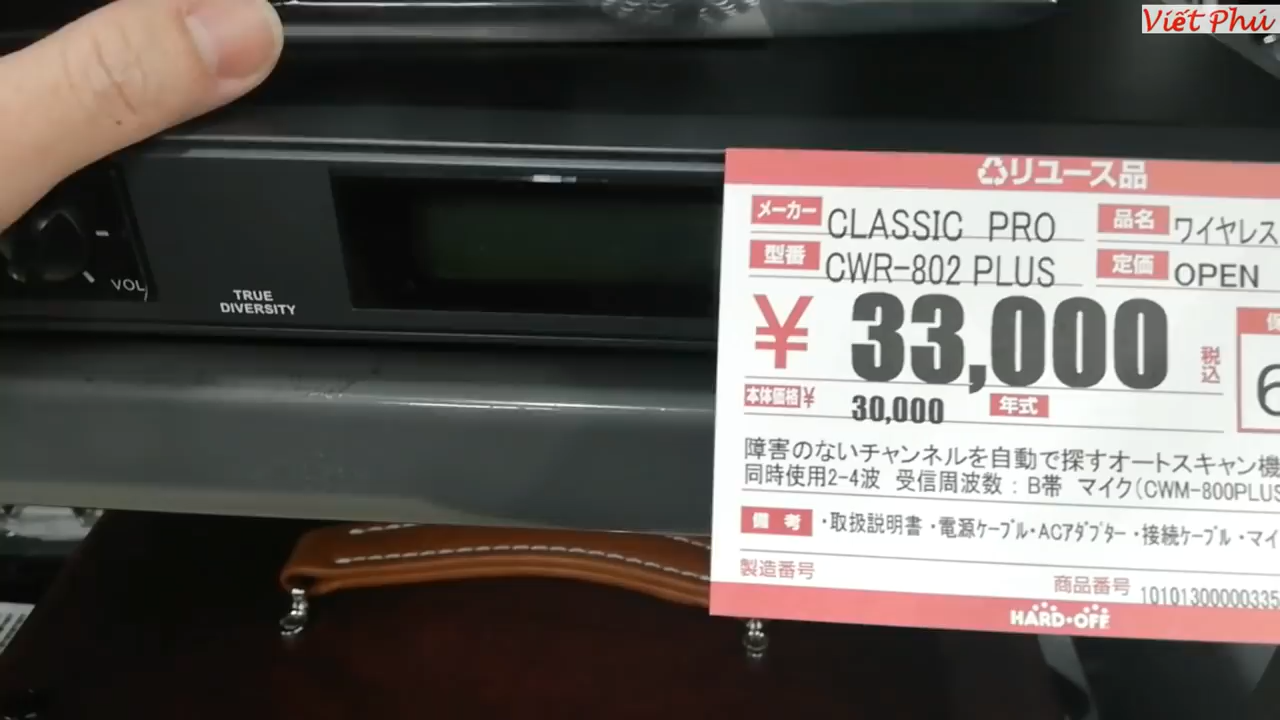 Viết Phú
VOL
TRUE
DIVERSITY
リユース品
メーカー CLASSIC PRO 品名 ワイヤレス
型番 CWR-802 PLUS 定価 OPEN
¥ 33,000 税込
本体価格¥ 30,000 年式
障害のないチャンネルを自動で探すオートスキャン機
同時使用2-4波 受信周波数：B帯 マイク(CWM-800PLUS
備考 ・取扱説明書・電源ケーブル・ACアダプター・接続ケーブル・マイ
製造番号
商品番号 10101300000335
HARD・OFF